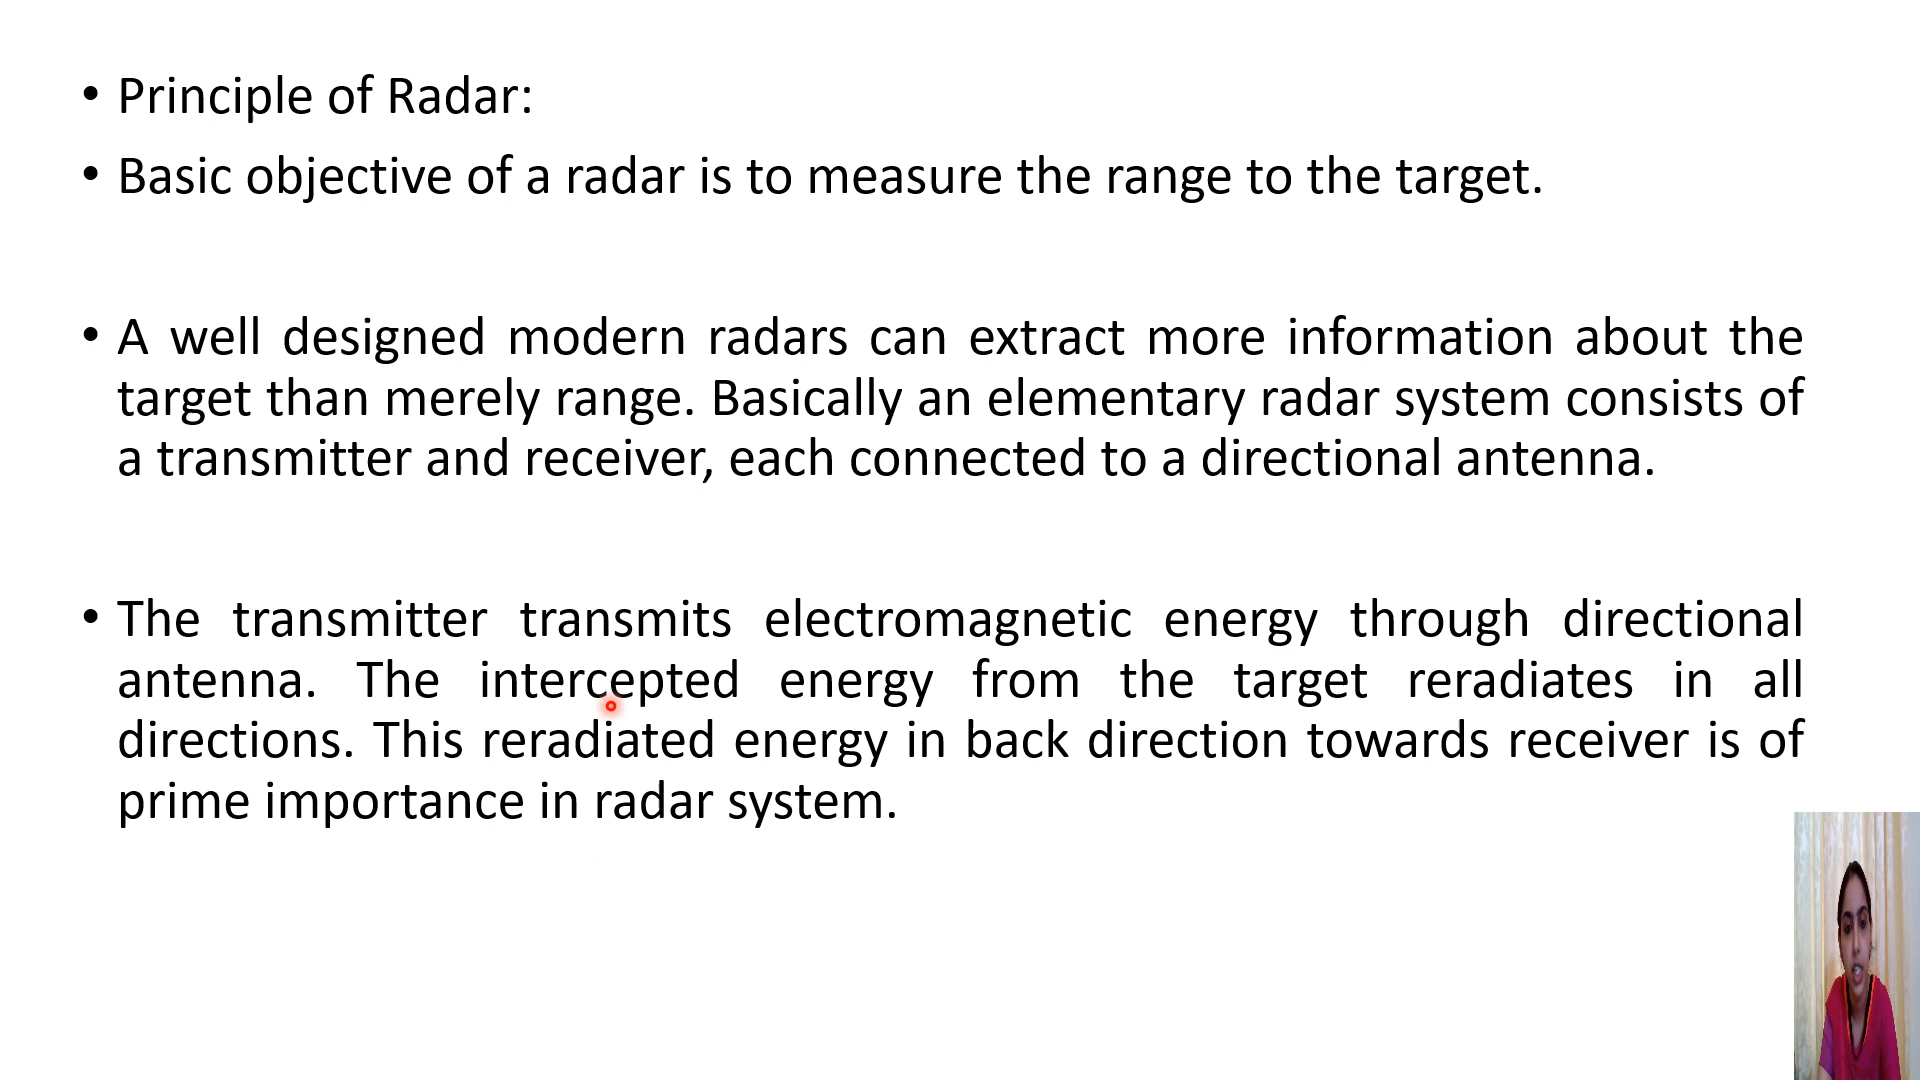 • Principle of Radar:
• Basic objective of a radar is to measure the range to the target.
• A well designed modern radars can extract more information about the
target than merely range. Basically an elementary radar system consists of
a transmitter and receiver, each connected to a directional antenna.
• The transmitter transmits electromagnetic energy through directional
antenna. The intercepted energy from the target reradiates in all
directions. This reradiated energy in back direction towards receiver is of
prime importance in radar system.